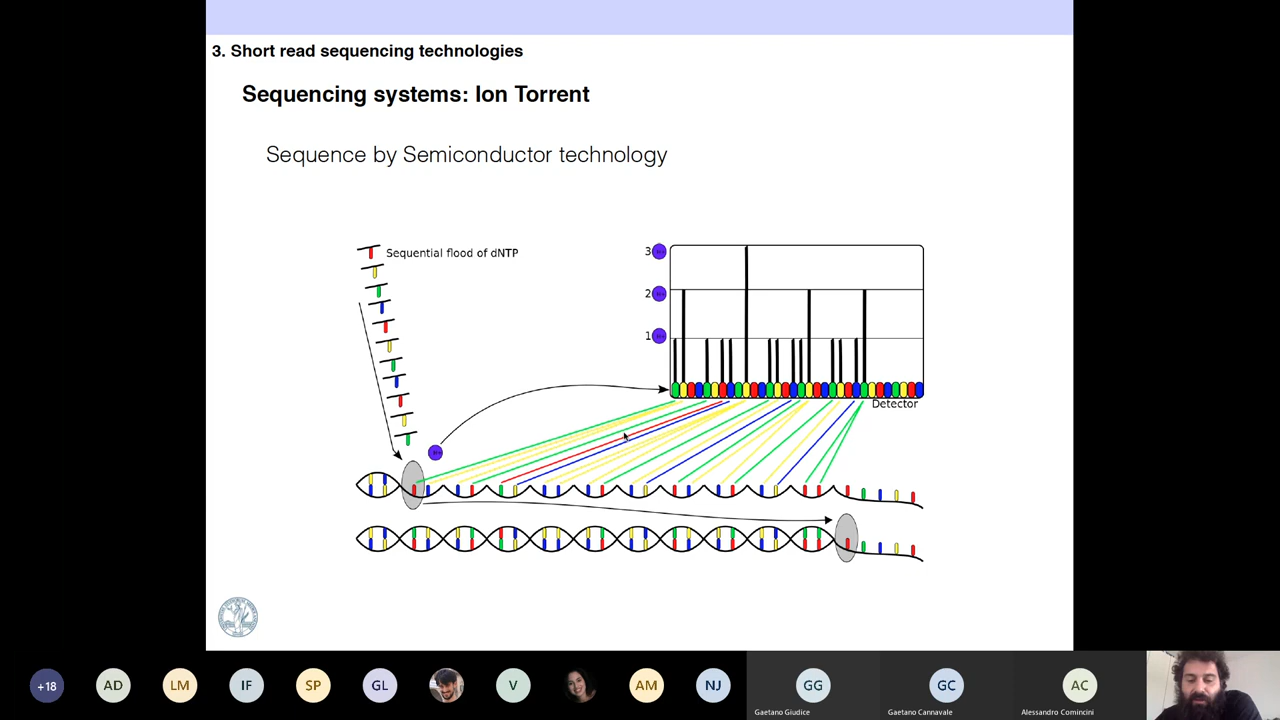 3. Short read sequencing technologies
Sequencing systems: Ion Torrent
Sequence by Semiconductor technology
Sequential flood of dNTP
3
2
1
Detector
+18
AD
LM
IF
SP
GL
V
AM
NJ
GG
GC
AC
Gaetano Giudice
Gaetano Cannavale
Alessandro Comincini